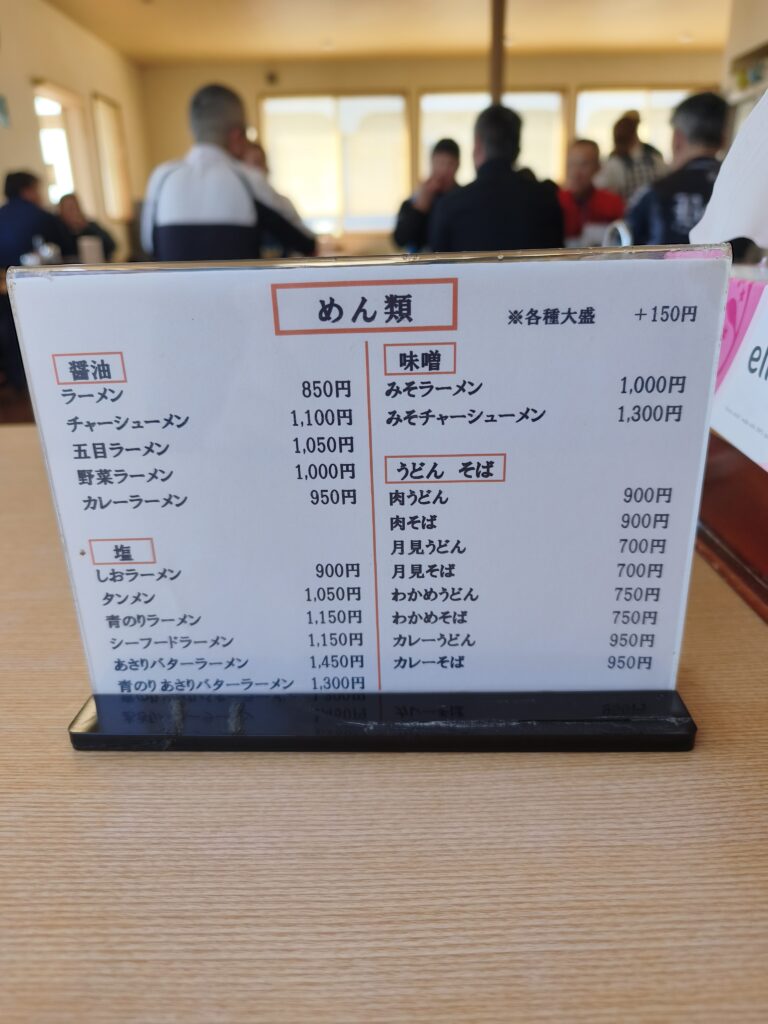 めん類
※各種大盛 +150円
醤油
ラーメン 850円
チャーシューメン 1,100円
五目ラーメン 1,050円
野菜ラーメン 1,000円
カレーラーメン 950円
塩
しおラーメン 900円
タンメン 1,050円
青のりラーメン 1,150円
シーフードラーメン 1,150円
あさりバターラーメン 1,450円
青のりあさりバターラーメン 1,300円
味噌
みそラーメン 1,000円
みそチャーシューメン 1,300円
うどん そば
肉うどん 900円
肉そば 900円
月見うどん 700円
月見そば 700円
わかめうどん 750円
わかめそば 750円
カレーうどん 950円
カレーそば 950円